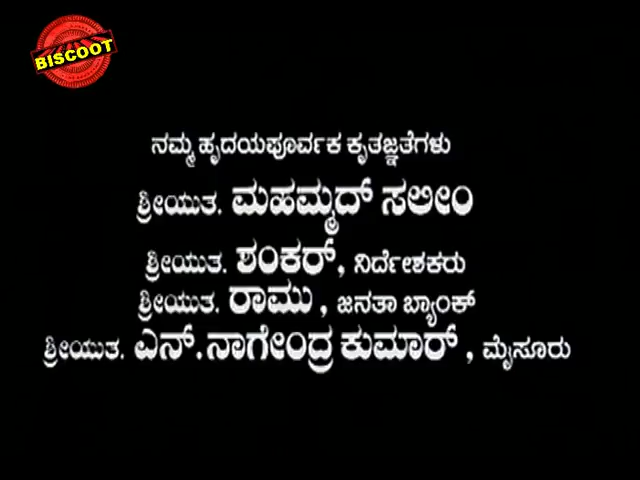 BISCOOT
ನಮ್ಮ ಹೃದಯಪೂರ್ವಕ ಕೃತಜ್ಞತೆಗಳು
ಶ್ರೀಯುತ. ಮಹಮ್ಮದ್ ಸಲೀಂ
ಶ್ರೀಯುತ. ಶಂಕರ್, ನಿರ್ದೇಶಕರು
ಶ್ರೀಯುತ. ರಾಮು, ಜನತಾ ಬ್ಯಾಂಕ್
ಶ್ರೀಯುತ. ಎನ್.ನಾಗೇಂದ್ರ ಕುಮಾರ್, ಮೈಸೂರು